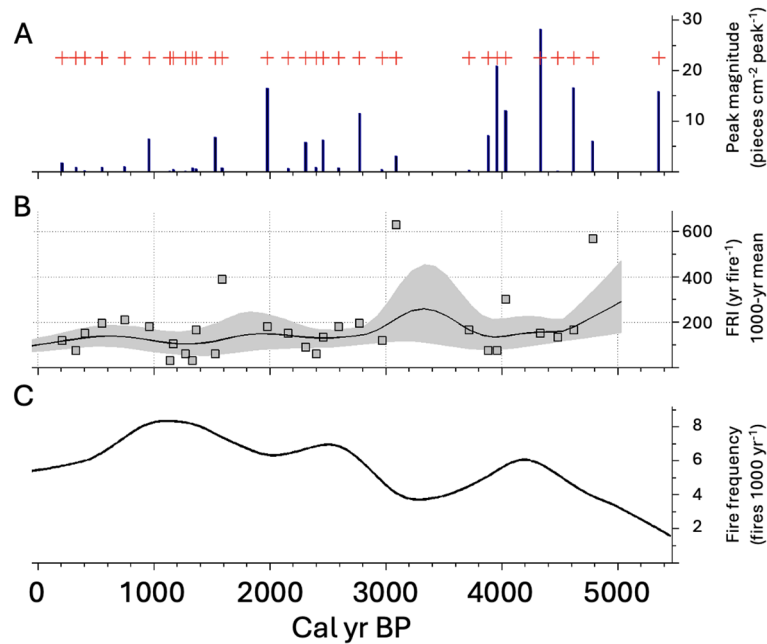 A
30
20
10
Peak magnitude
(pieces cm⁻² peak⁻¹)
B
600
400
200
FRI (yr fire⁻¹)
1000-yr mean
C
8
6
4
2
Fire frequency
(fires 1000 yr⁻¹)
0 1000 2000 3000 4000 5000
Cal yr BP